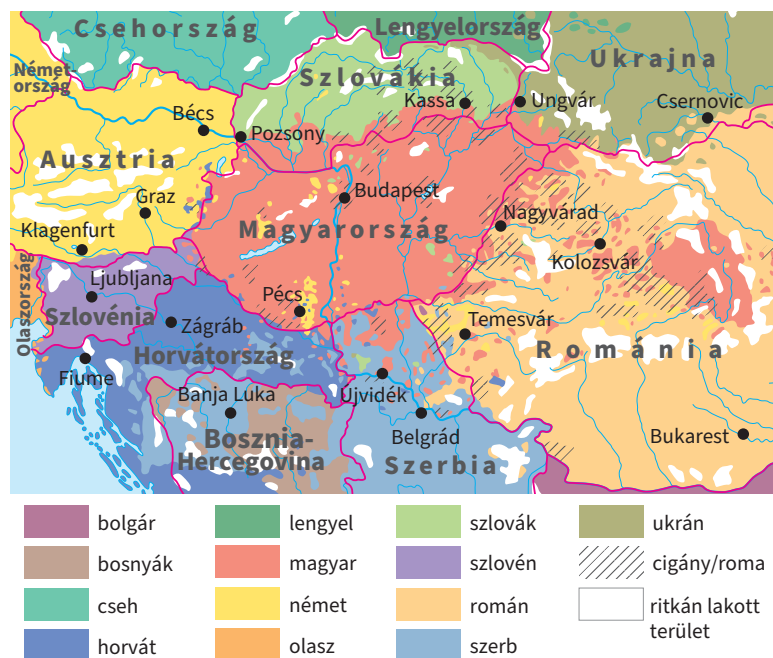 Csehország
Lengyelország
Ukrajna
Német-
ország
Szlovákia
Kassa
Ungvár
Csernovic
Bécs
Pozsony
Ausztria
Graz
Budapest
Nagyvárad
Klagenfurt
Magyarország
Kolozsvár
Olaszország
Ljubljana
Szlovénia
Zágráb
Pécs
Temesvár
Horvátország
Románia
Fiume
Banja Luka
Újvidék
Belgrád
Bukarest
Bosznia-
Hercegovina
Szerbia
bolgár
lengyel
szlovák
ukrán
bosnyák
magyar
szlovén
cigány/roma
cseh
német
román
ritkán lakott
terület
horvát
olasz
szerb